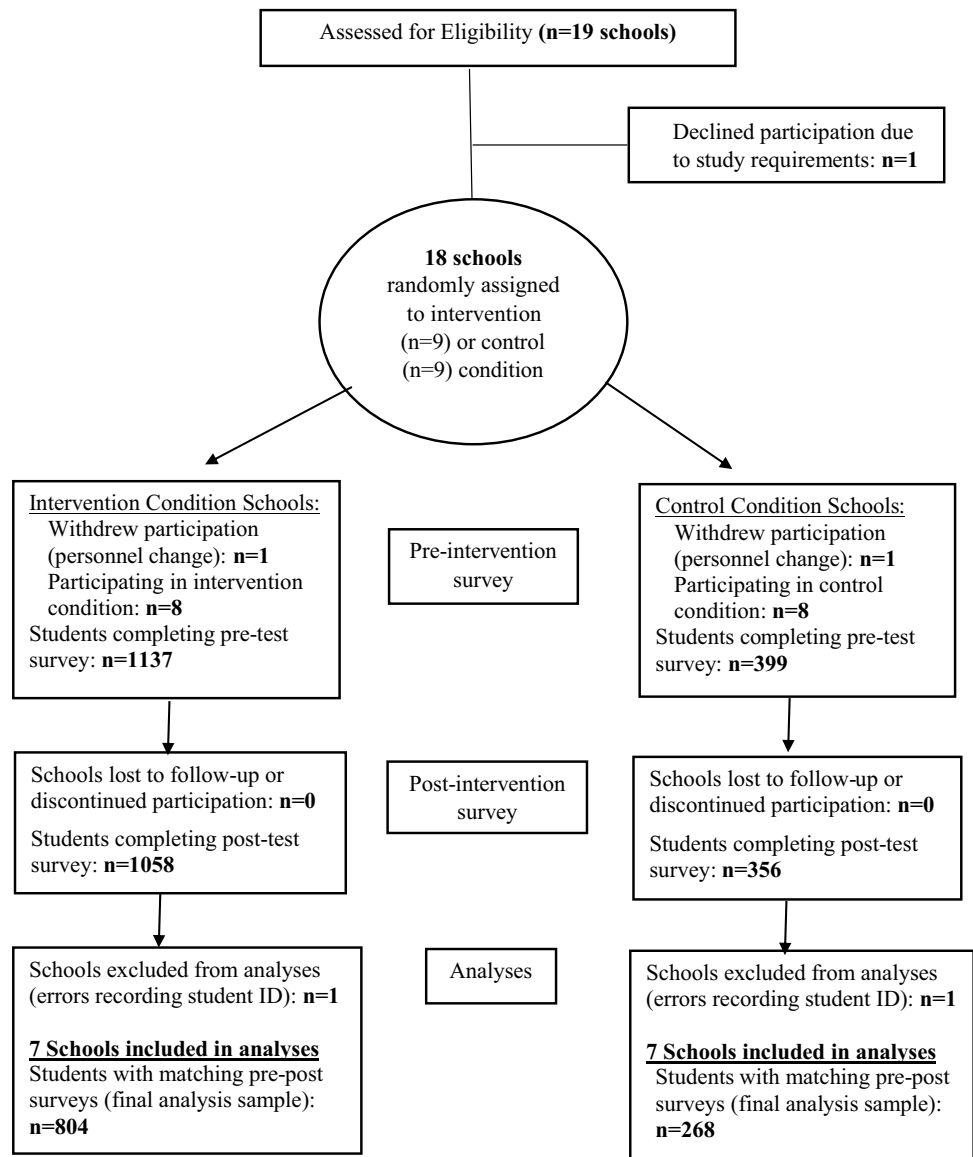 Assessed for Eligibility (n=19 schools)
Declined participation due
to study requirements: n=1
18 schools
randomly assigned
to intervention
(n=9) or control
(n=9) condition
Intervention Condition Schools:
Withdrew participation
(personnel change): n=1
Participating in intervention
condition: n=8
Students completing pre-test
survey: n=1137
Pre-intervention
survey
Control Condition Schools:
Withdrew participation
(personnel change): n=1
Participating in control
condition: n=8
Students completing pre-test
survey: n=399
Schools lost to follow-up or
discontinued participation: n=0
Students completing post-test
survey: n=1058
Post-intervention
survey
Schools lost to follow-up or
discontinued participation: n=0
Students completing post-test
survey: n=356
Schools excluded from analyses
(errors recording student ID): n=1
7 Schools included in analyses
Students with matching pre-post
surveys (final analysis sample):
n=804
Analyses
Schools excluded from analyses
(errors recording student ID): n=1
7 Schools included in analyses
Students with matching pre-post
surveys (final analysis sample):
n=268